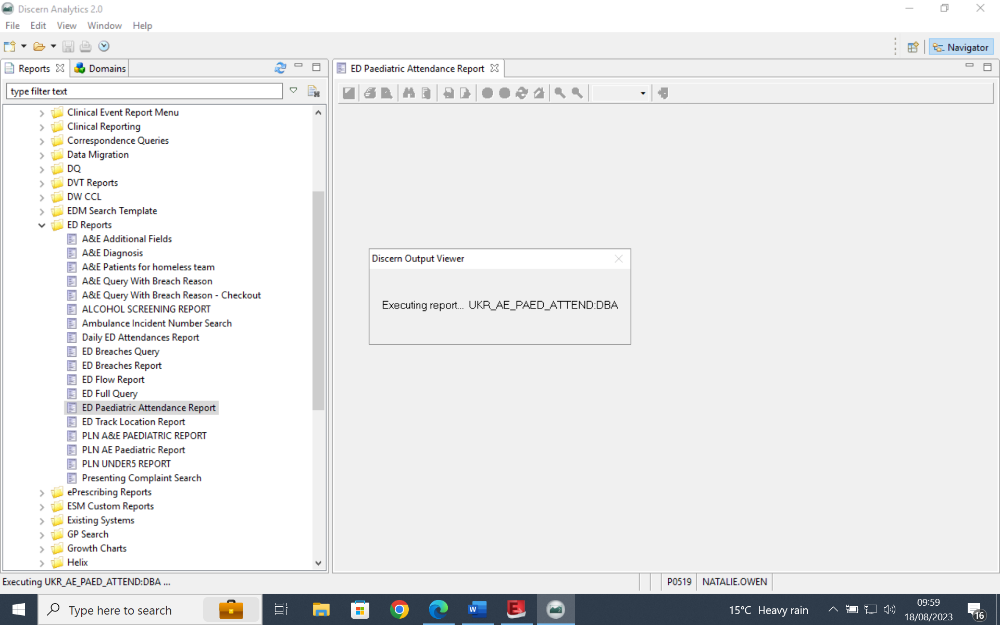 Discern Analytics 2.0
File Edit View Window Help
Navigator
Reports Domains
ED Paediatric Attendance Report
type filter text
Clinical Event Report Menu
Clinical Reporting
Correspondence Queries
Data Migration
DQ
DVT Reports
DW CCL
EDM Search Template
ED Reports
A&E Additional Fields
A&E Diagnosis
A&E Patients for homeless team
A&E Query With Breach Reason
A&E Query With Breach Reason - Checkout
ALCOHOL SCREENING REPORT
Ambulance Incident Number Search
Daily ED Attendances Report
ED Breaches Query
ED Breaches Report
ED Flow Report
ED Full Query
ED Paediatric Attendance Report
ED Track Location Report
PLN A&E PAEDIATRIC REPORT
PLN AE Paediatric Report
PLN UNDER5 REPORT
Presenting Complaint Search
ePrescribing Reports
ESM Custom Reports
Existing Systems
GP Search
Growth Charts
Helix
Discern Output Viewer
Executing report... UKR_AE_PAED_ATTEND:DBA
Executing UKR_AE_PAED_ATTEND:DBA ...
P0519 NATALIE.OWEN
Type here to search
15°C Heavy rain
09:59
18/08/2023
16